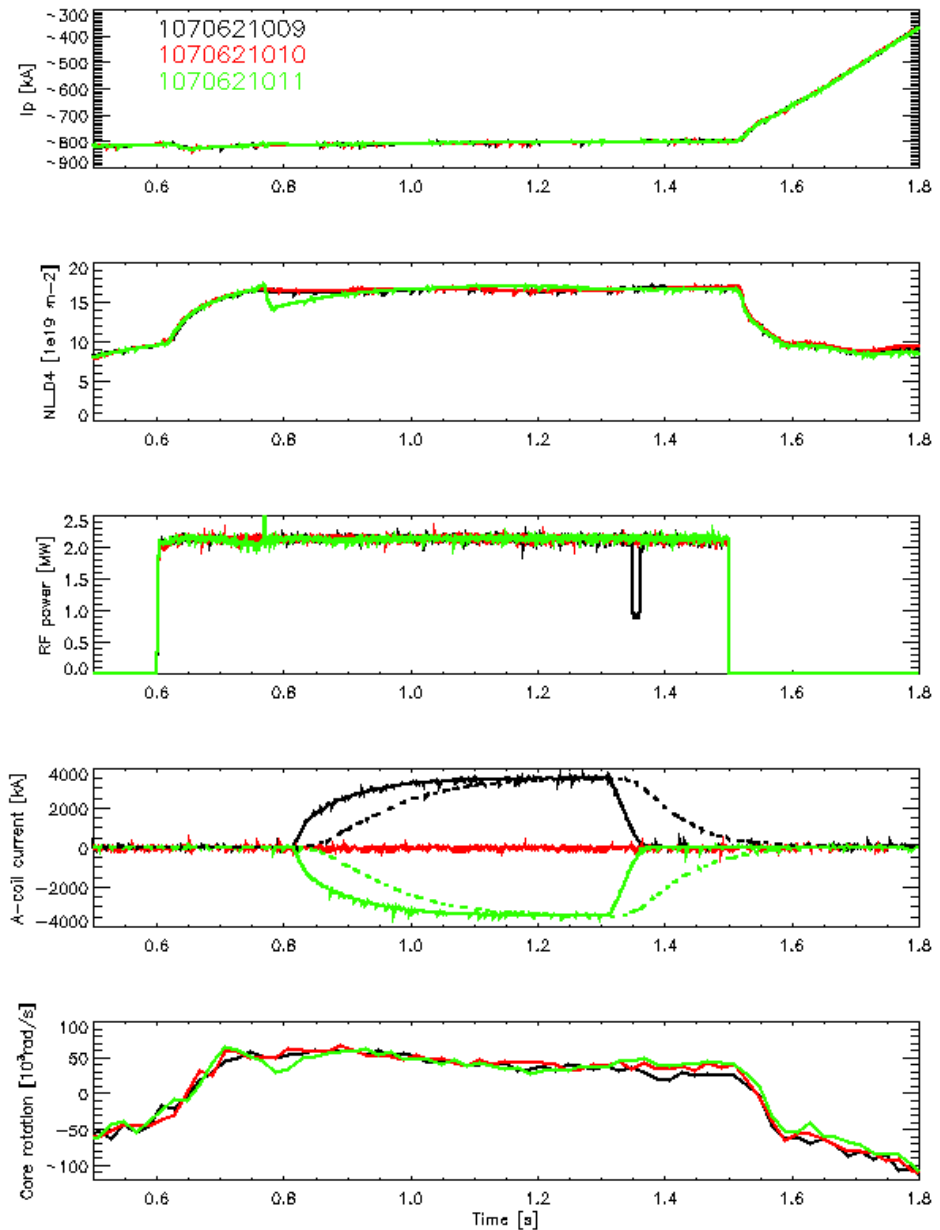 Ip [kA]
-300
-400
-500
-600
-700
-800
-900
1070621009
1070621010
1070621011
0.6 0.8 1.0 1.2 1.4 1.6 1.8
NL_04 [1e19 m-2]
20
15
10
5
0
0.6 0.8 1.0 1.2 1.4 1.6 1.8
RF power [MW]
2.5
2.0
1.5
1.0
0.5
0.0
0.6 0.8 1.0 1.2 1.4 1.6 1.8
A-coil current [kA]
4000
2000
0
-2000
-4000
0.6 0.8 1.0 1.2 1.4 1.6 1.8
Core rotation [10³rad/s]
100
50
0
-50
-100
0.6 0.8 1.0 1.2 1.4 1.6 1.8
Time [s]